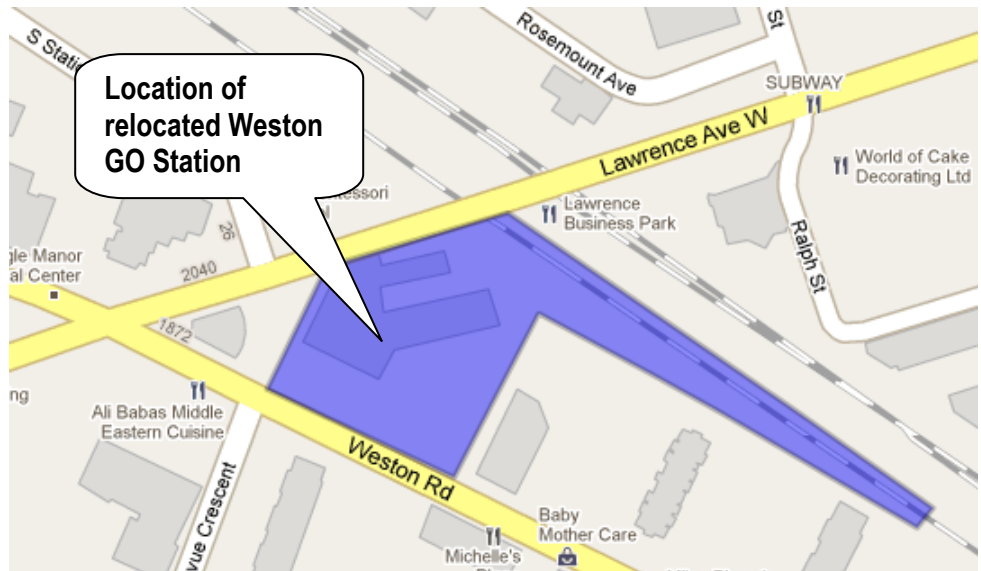 Location of
relocated Weston
GO Station
S Stati
Rosemount Ave
St
SUBWAY
Lawrence Ave W
World of Cake
Decorating Ltd
Lawrence
Business Park
Ralph St
26
2040
1872
gle Manor
al Center
ng
Ali Babas Middle
Eastern Cuisine
Weston Rd
vue Crescent
Baby
Mother Care
Michelle's